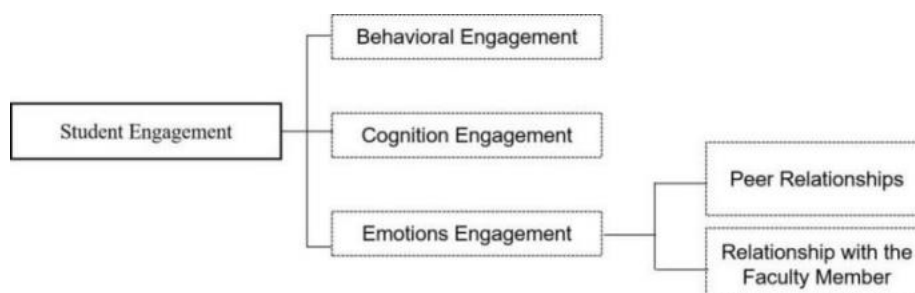 Behavioral Engagement
Student Engagement
Cognition Engagement
Emotions Engagement
Peer Relationships
Relationship with the
Faculty Member